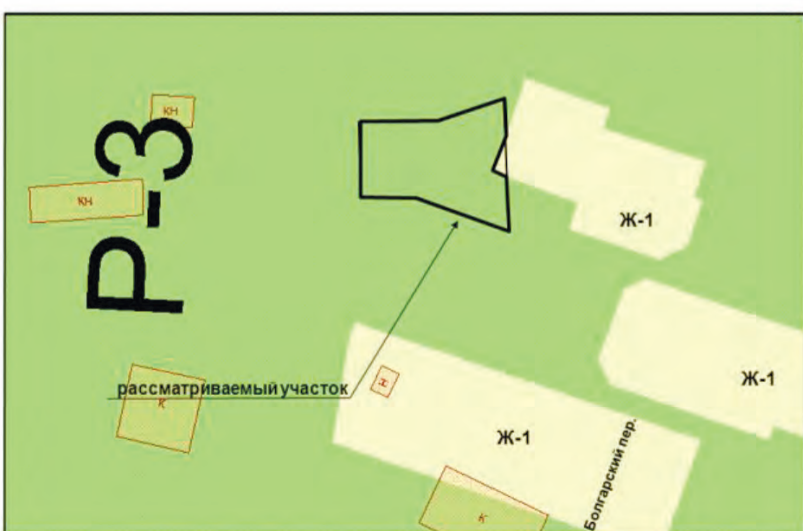 кн
Р-3
кн
Ж-1
рассматриваемый участок
К
н
Ж-1
Ж-1
Болгарский пер.
К